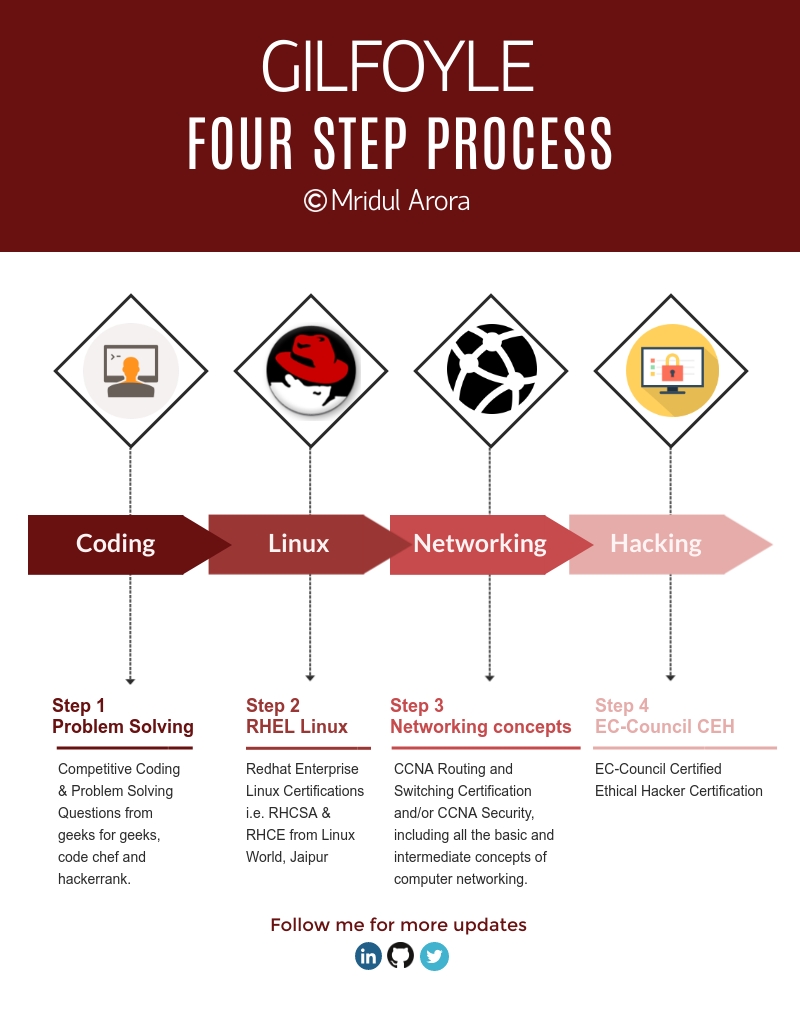 GILFOYLE
FOUR STEP PROCESS
©Mridul Arora
Coding
Linux
Networking
Hacking
Step 1
Problem Solving
Competitive Coding
& Problem Solving
Questions from
geeks for geeks,
code chef and
hackerrank.
Step 2
RHEL Linux
Redhat Enterprise
Linux Certifications
i.e. RHCSA &
RHCE from Linux
World, Jaipur
Step 3
Networking concepts
CCNA Routing and
Switching Certification
and/or CCNA Security,
including all the basic and
intermediate concepts of
computer networking.
Step 4
EC-Council CEH
EC-Council Certified
Ethical Hacker Certification
Follow me for more updates
in